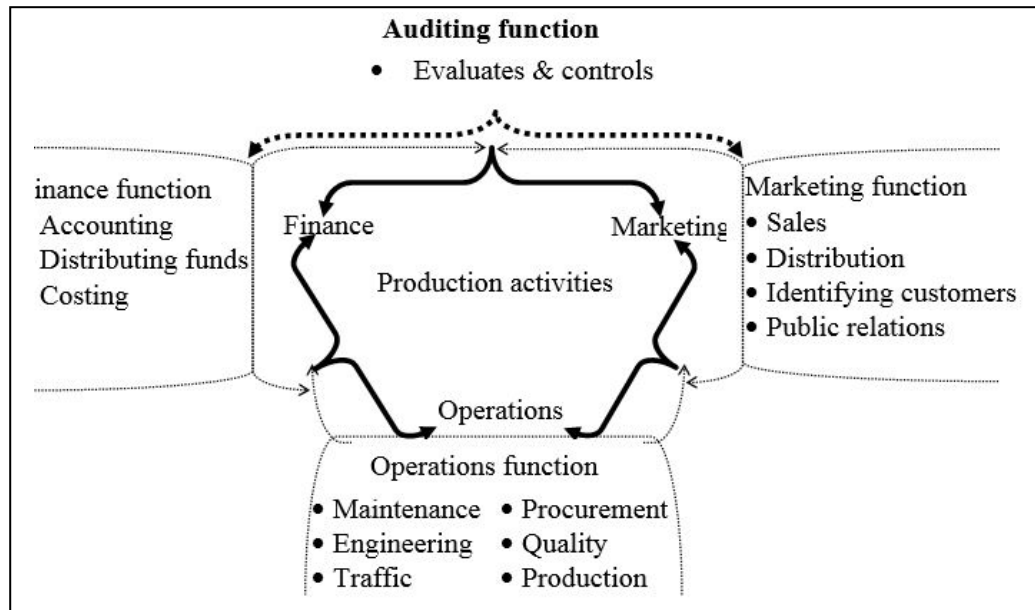 Auditing function
• Evaluates & controls
inance function
Accounting
Distributing funds
Costing
Finance
Marketing
Production activities
Marketing function
• Sales
• Distribution
• Identifying customers
• Public relations
Operations
Operations function
• Maintenance • Procurement
• Engineering • Quality
• Traffic • Production